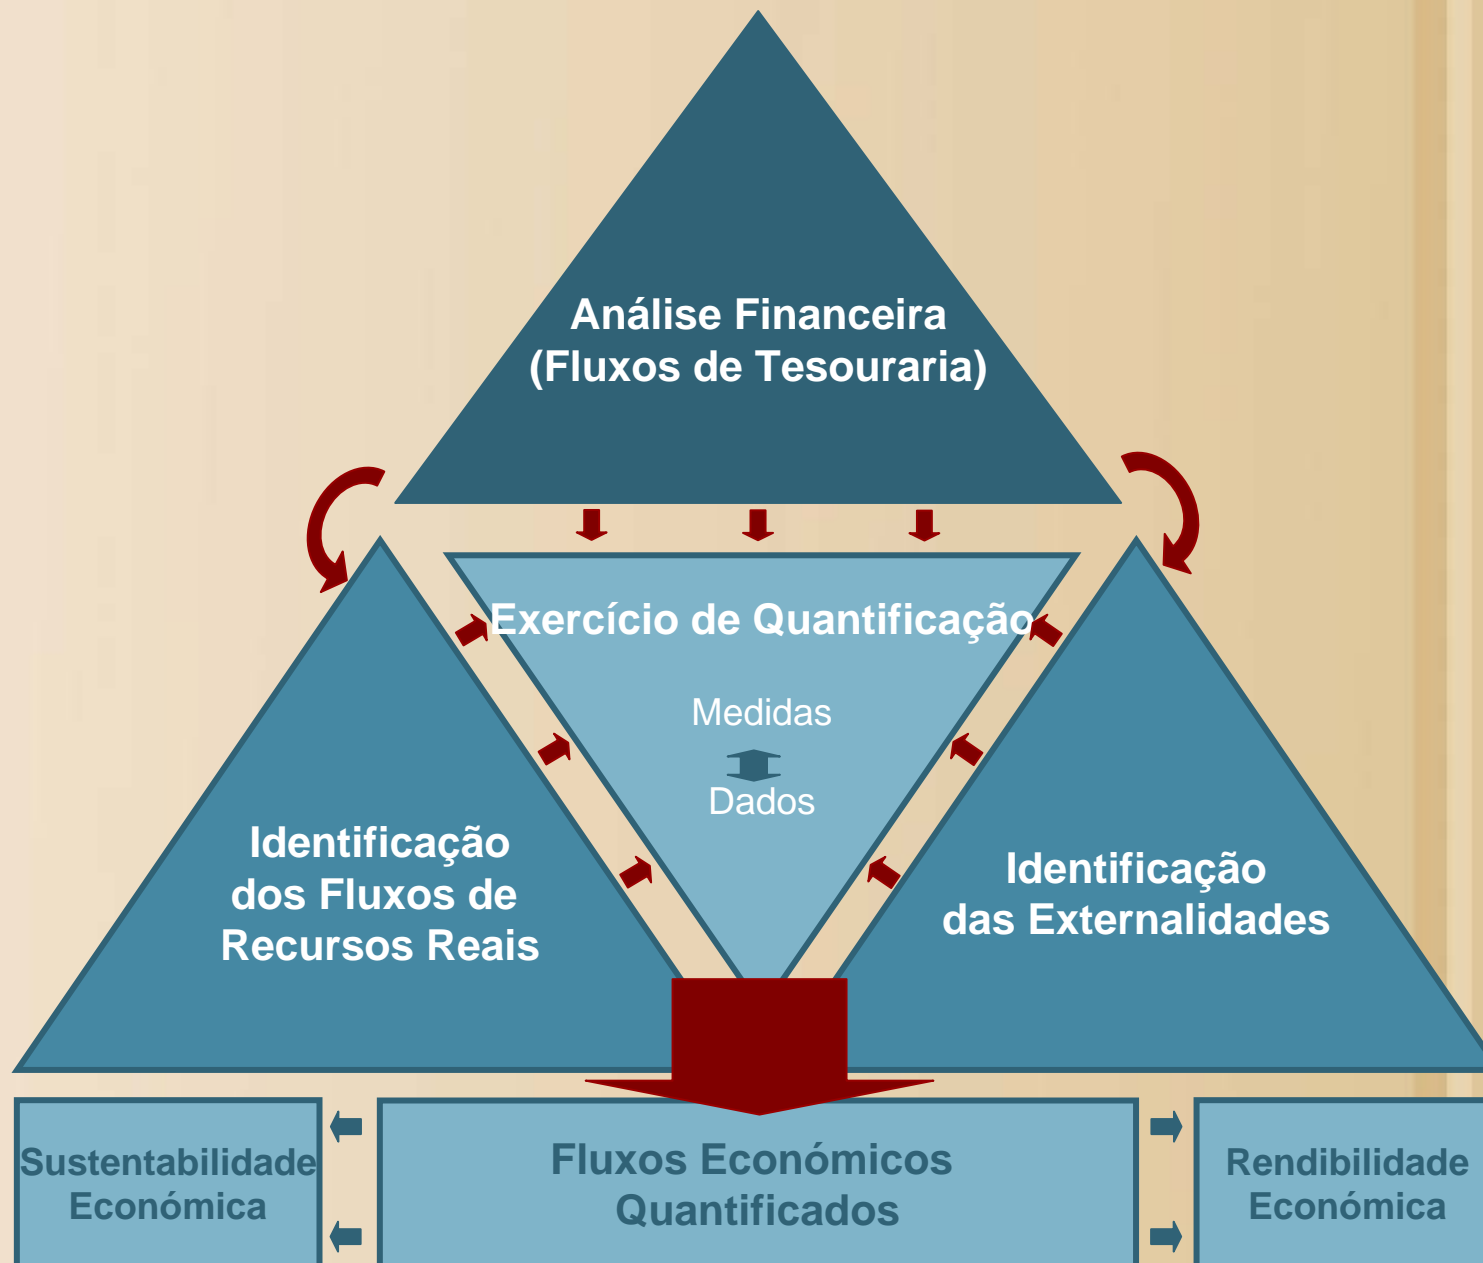 Análise Financeira
(Fluxos de Tesouraria)
Exercício de Quantificação
Medidas
Dados
Identificação
dos Fluxos de
Recursos Reais
Identificação
das Externalidades
Sustentabilidade
Económica
Fluxos Económicos
Quantificados
Rendibilidade
Económica